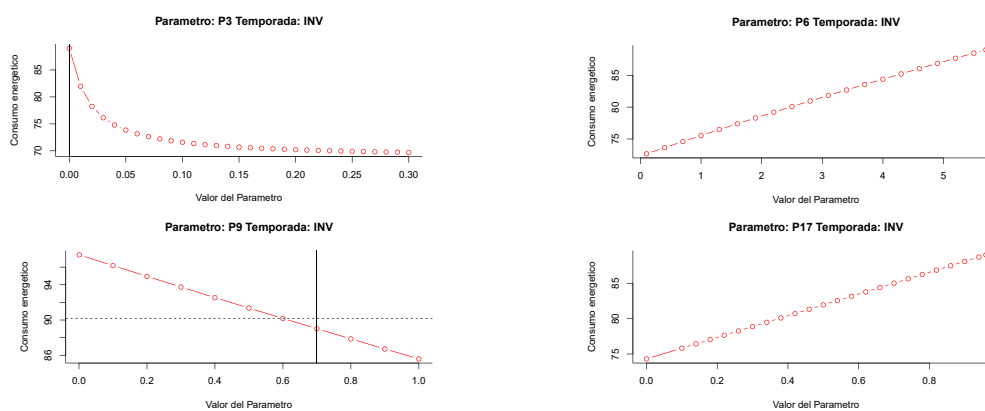 Parametro: P3 Temporada: INV
Consumo energetico
85
80
75
70
0.00 0.05 0.10 0.15 0.20 0.25 0.30
Valor del Parametro
Parametro: P6 Temporada: INV
Consumo energetico
85
80
75
0 1 2 3 4 5
Valor del Parametro
Parametro: P9 Temporada: INV
Consumo energetico
94
90
86
0.0 0.2 0.4 0.6 0.8 1.0
Valor del Parametro
Parametro: P17 Temporada: INV
Consumo energetico
85
80
75
0.0 0.2 0.4 0.6 0.8
Valor del Parametro